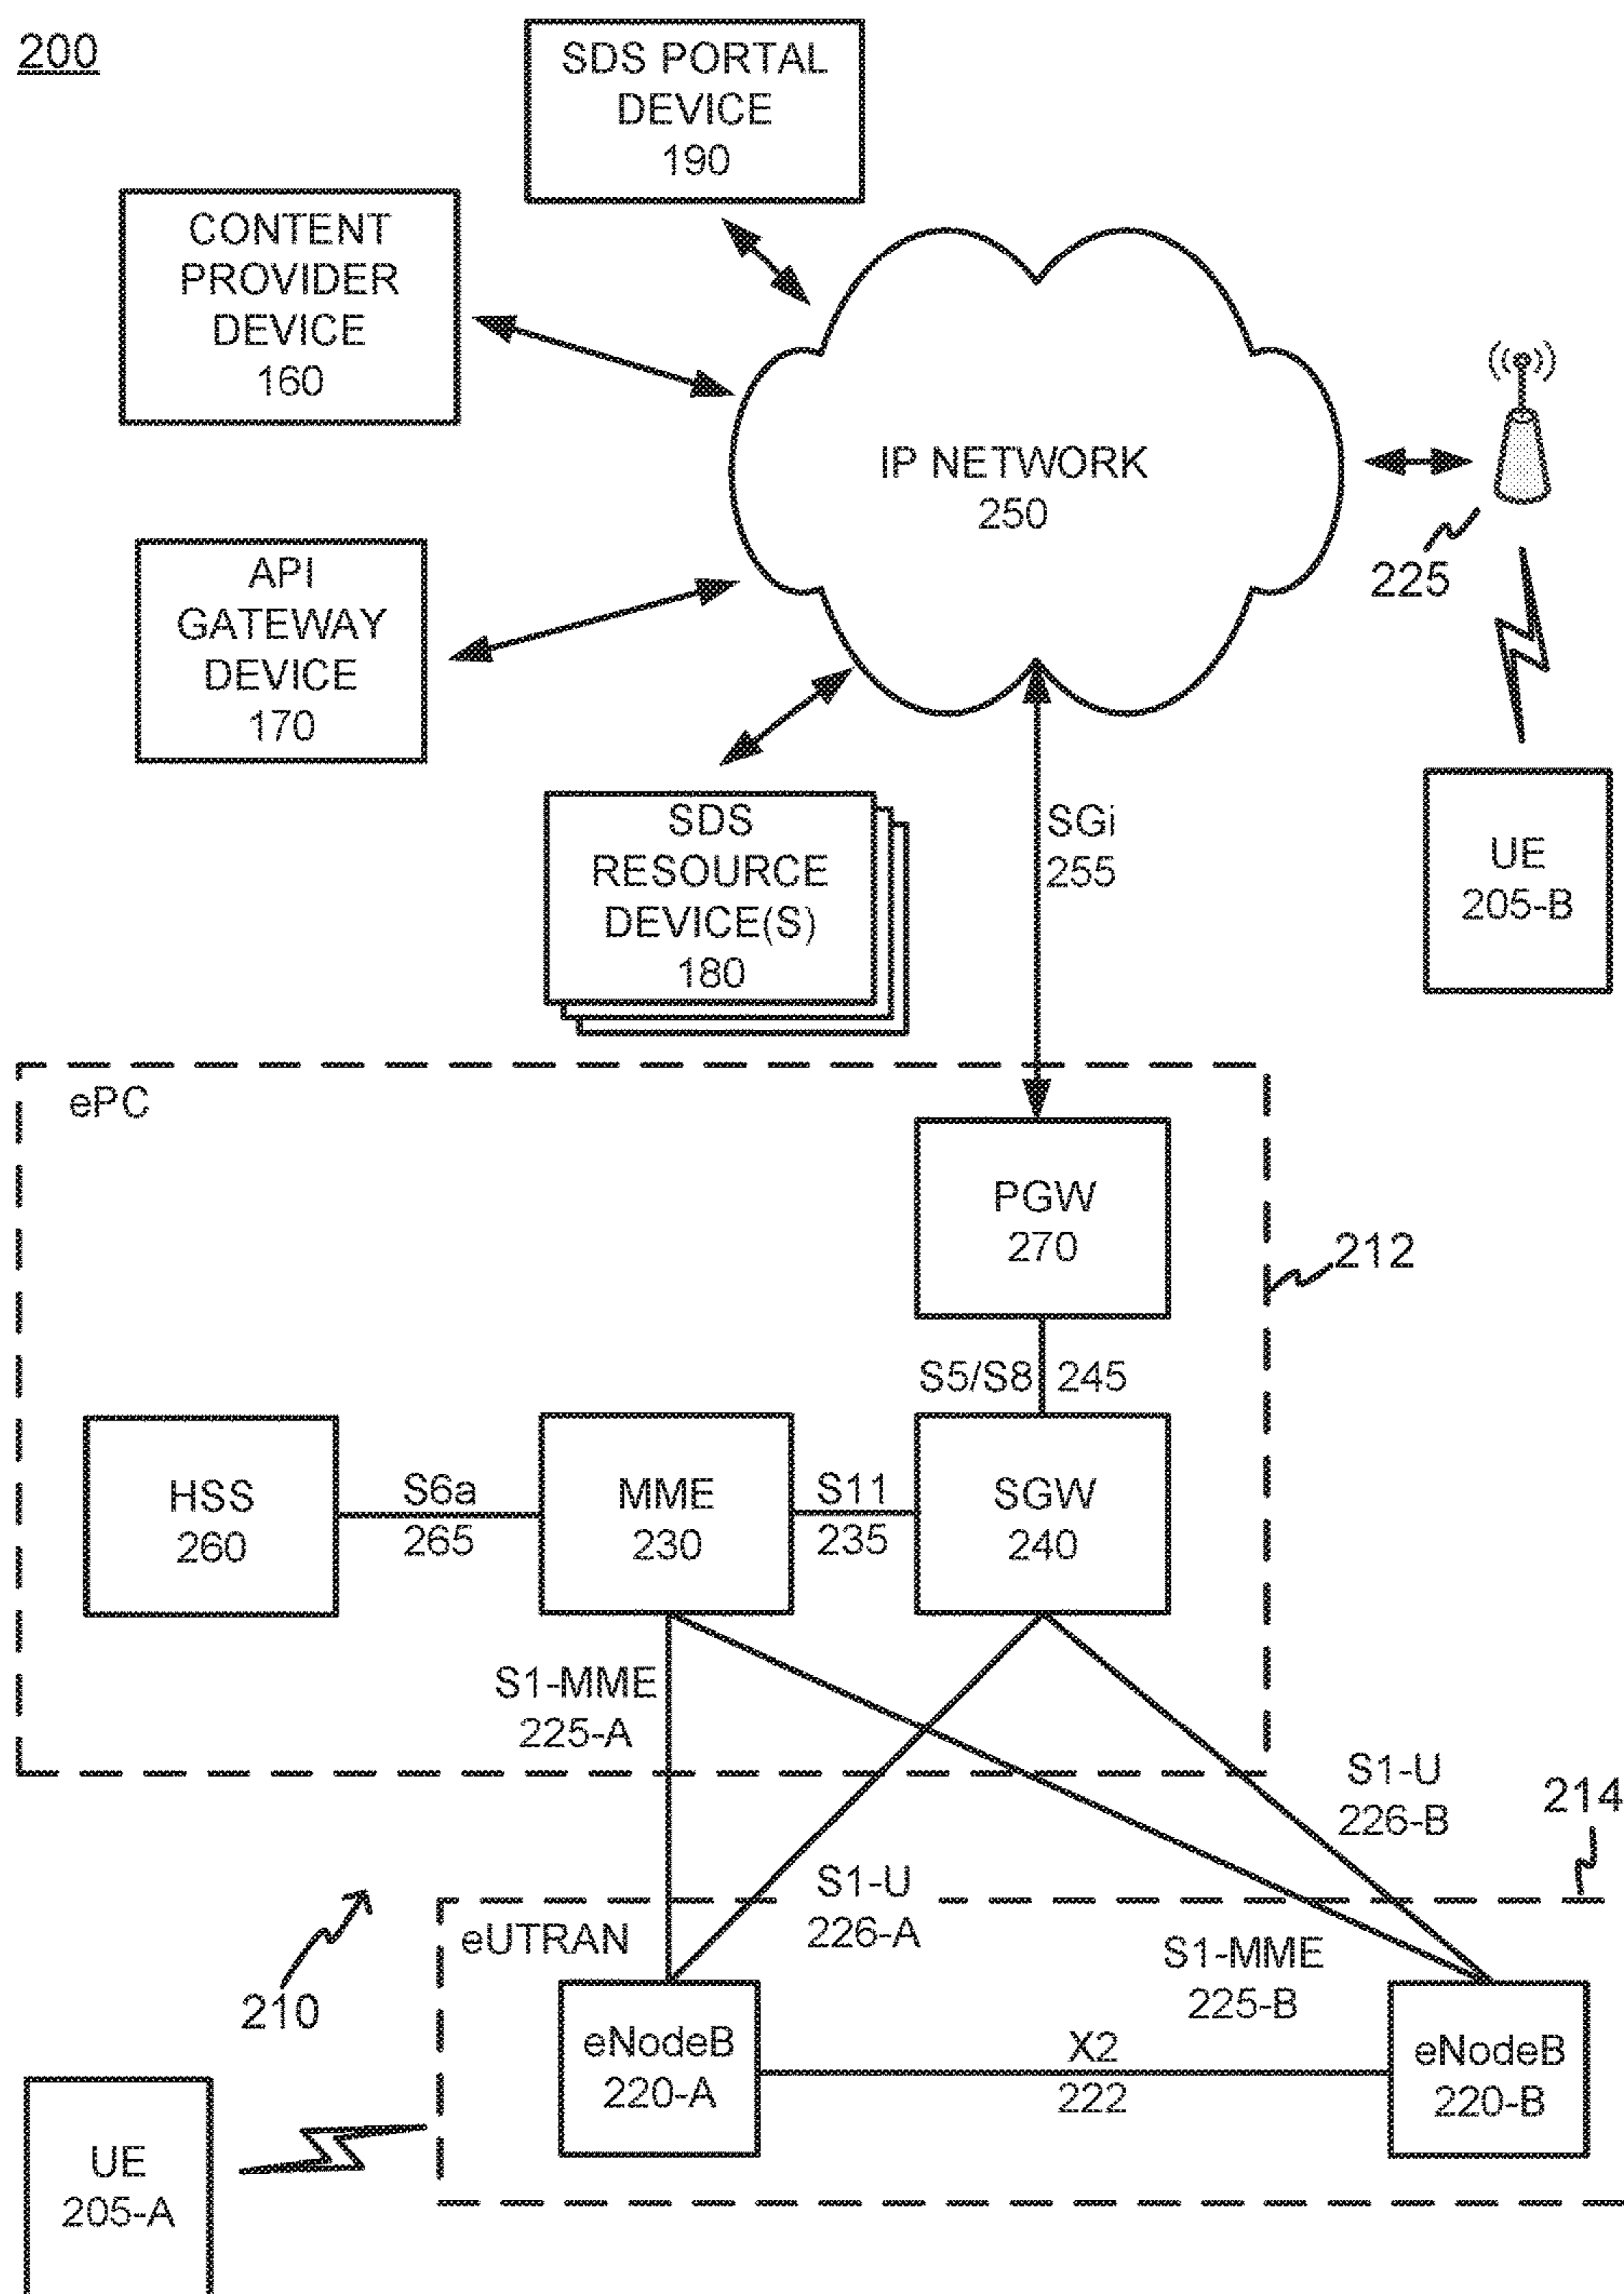 200
SDS PORTAL
DEVICE
190
CONTENT
PROVIDER
DEVICE
160
IP NETWORK
250
225
API
GATEWAY
DEVICE
170
SDS
RESOURCE
DEVICE(S)
180
SGi
255
UE
205-B
ePC
PGW
270
212
S5/S8 245
HSS
260
S6a
265
MME
230
S11
235
SGW
240
S1-MME
225-A
S1-U
226-B
214
S1-U
226-A
eUTRAN
S1-MME
225-B
210
eNodeB
220-A
X2
222
eNodeB
220-B
UE
205-A